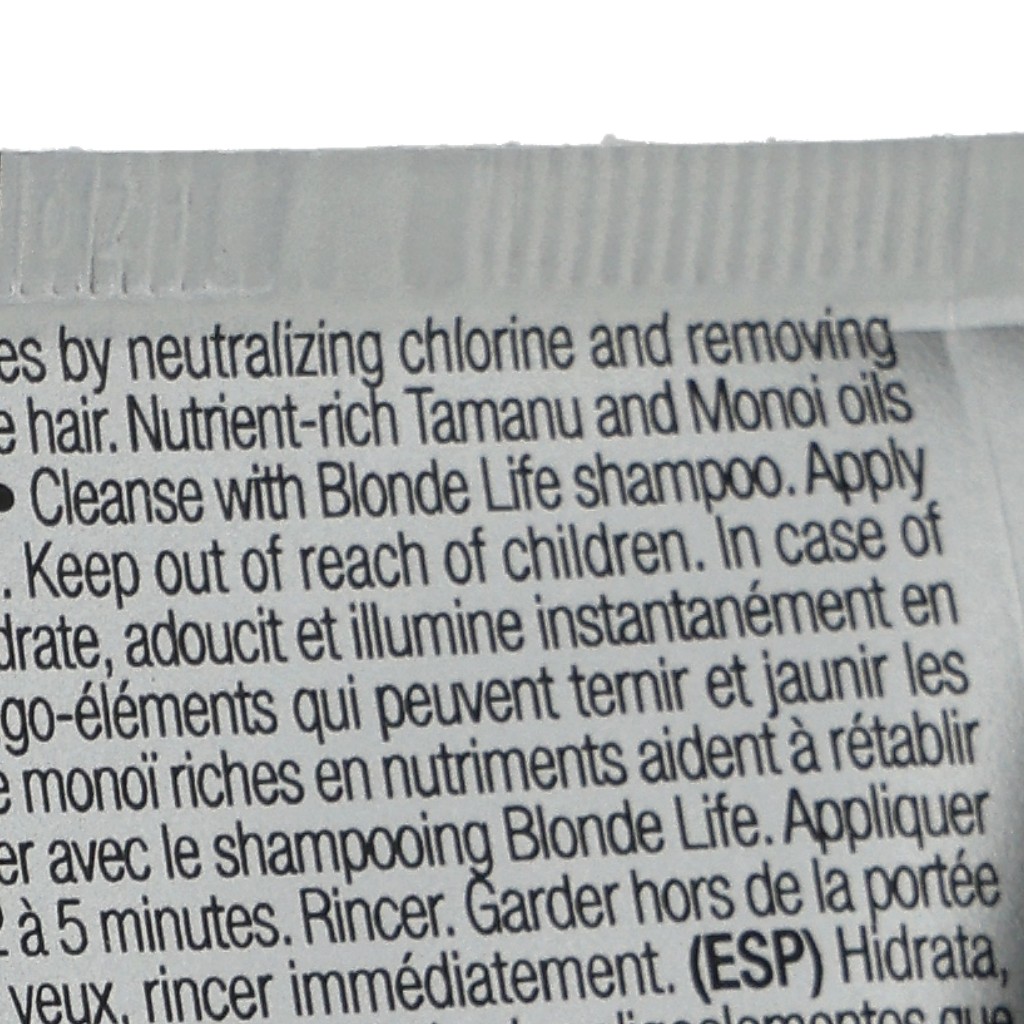 es by neutralizing chlorine and removing
e hair. Nutrient-rich Tamanu and Monoi oils
• Cleanse with Blonde Life shampoo. Apply
. Keep out of reach of children. In case of
drate, adoucit et illumine instantanément en
igo-éléments qui peuvent ternir et jaunir les
e monoï riches en nutriments aident à rétablir
er avec le shampooing Blonde Life. Appliquer
2 à 5 minutes. Rincer. Garder hors de la portée
yeux, rincer immédiatement. (ESP) Hidrata,
oligoelementos que